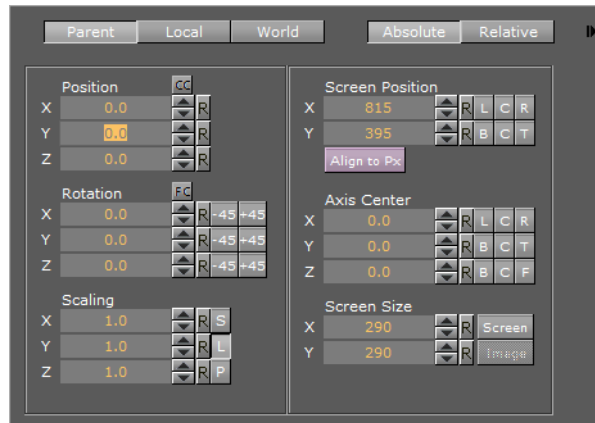 Parent Local World Absolute Relative
Position CC
X 0.0 R
Y 0.0 R
Z 0.0 R
Rotation FC
X 0.0 R -45 +45
Y 0.0 R -45 +45
Z 0.0 R -45 +45
Scaling
X 1.0 R S
Y 1.0 R L
Z 1.0 R P
Screen Position
X 815 R L C R
Y 395 R B C T
Align to Px
Axis Center
X 0.0 R L C R
Y 0.0 R B C T
Z 0.0 R B C F
Screen Size
X 290 R Screen
Y 290 R Image